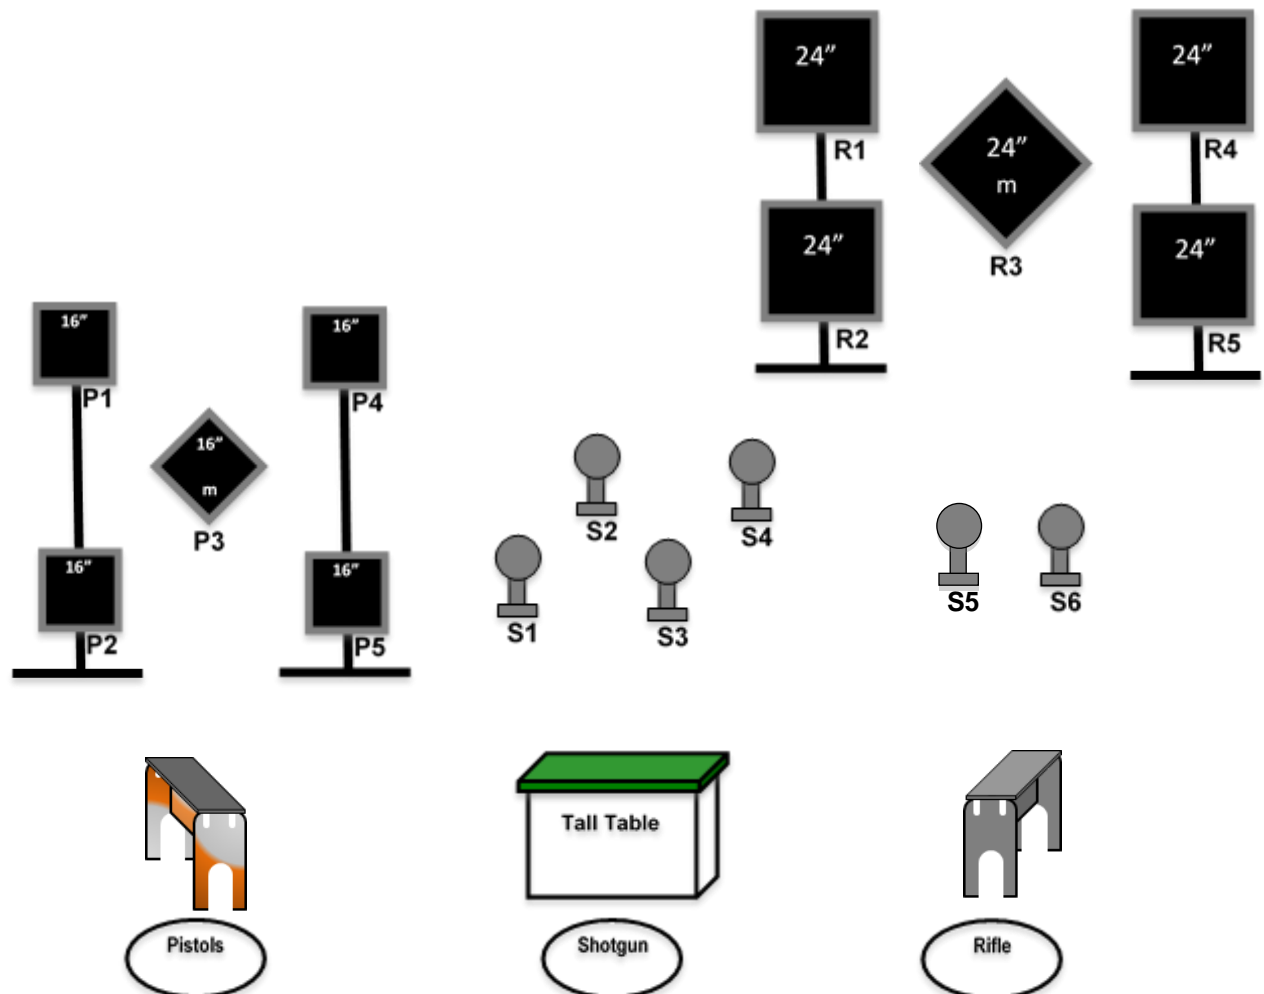 24”
24”
R1
R4
24”
m
24”
24”
R3
R2
R5
16”
16”
P1
P4
16”
m
P3
S2
S4
16”
16”
S5
S6
S1
S3
P2
P5
Tall Table
Pistols
Shotgun
Rifle